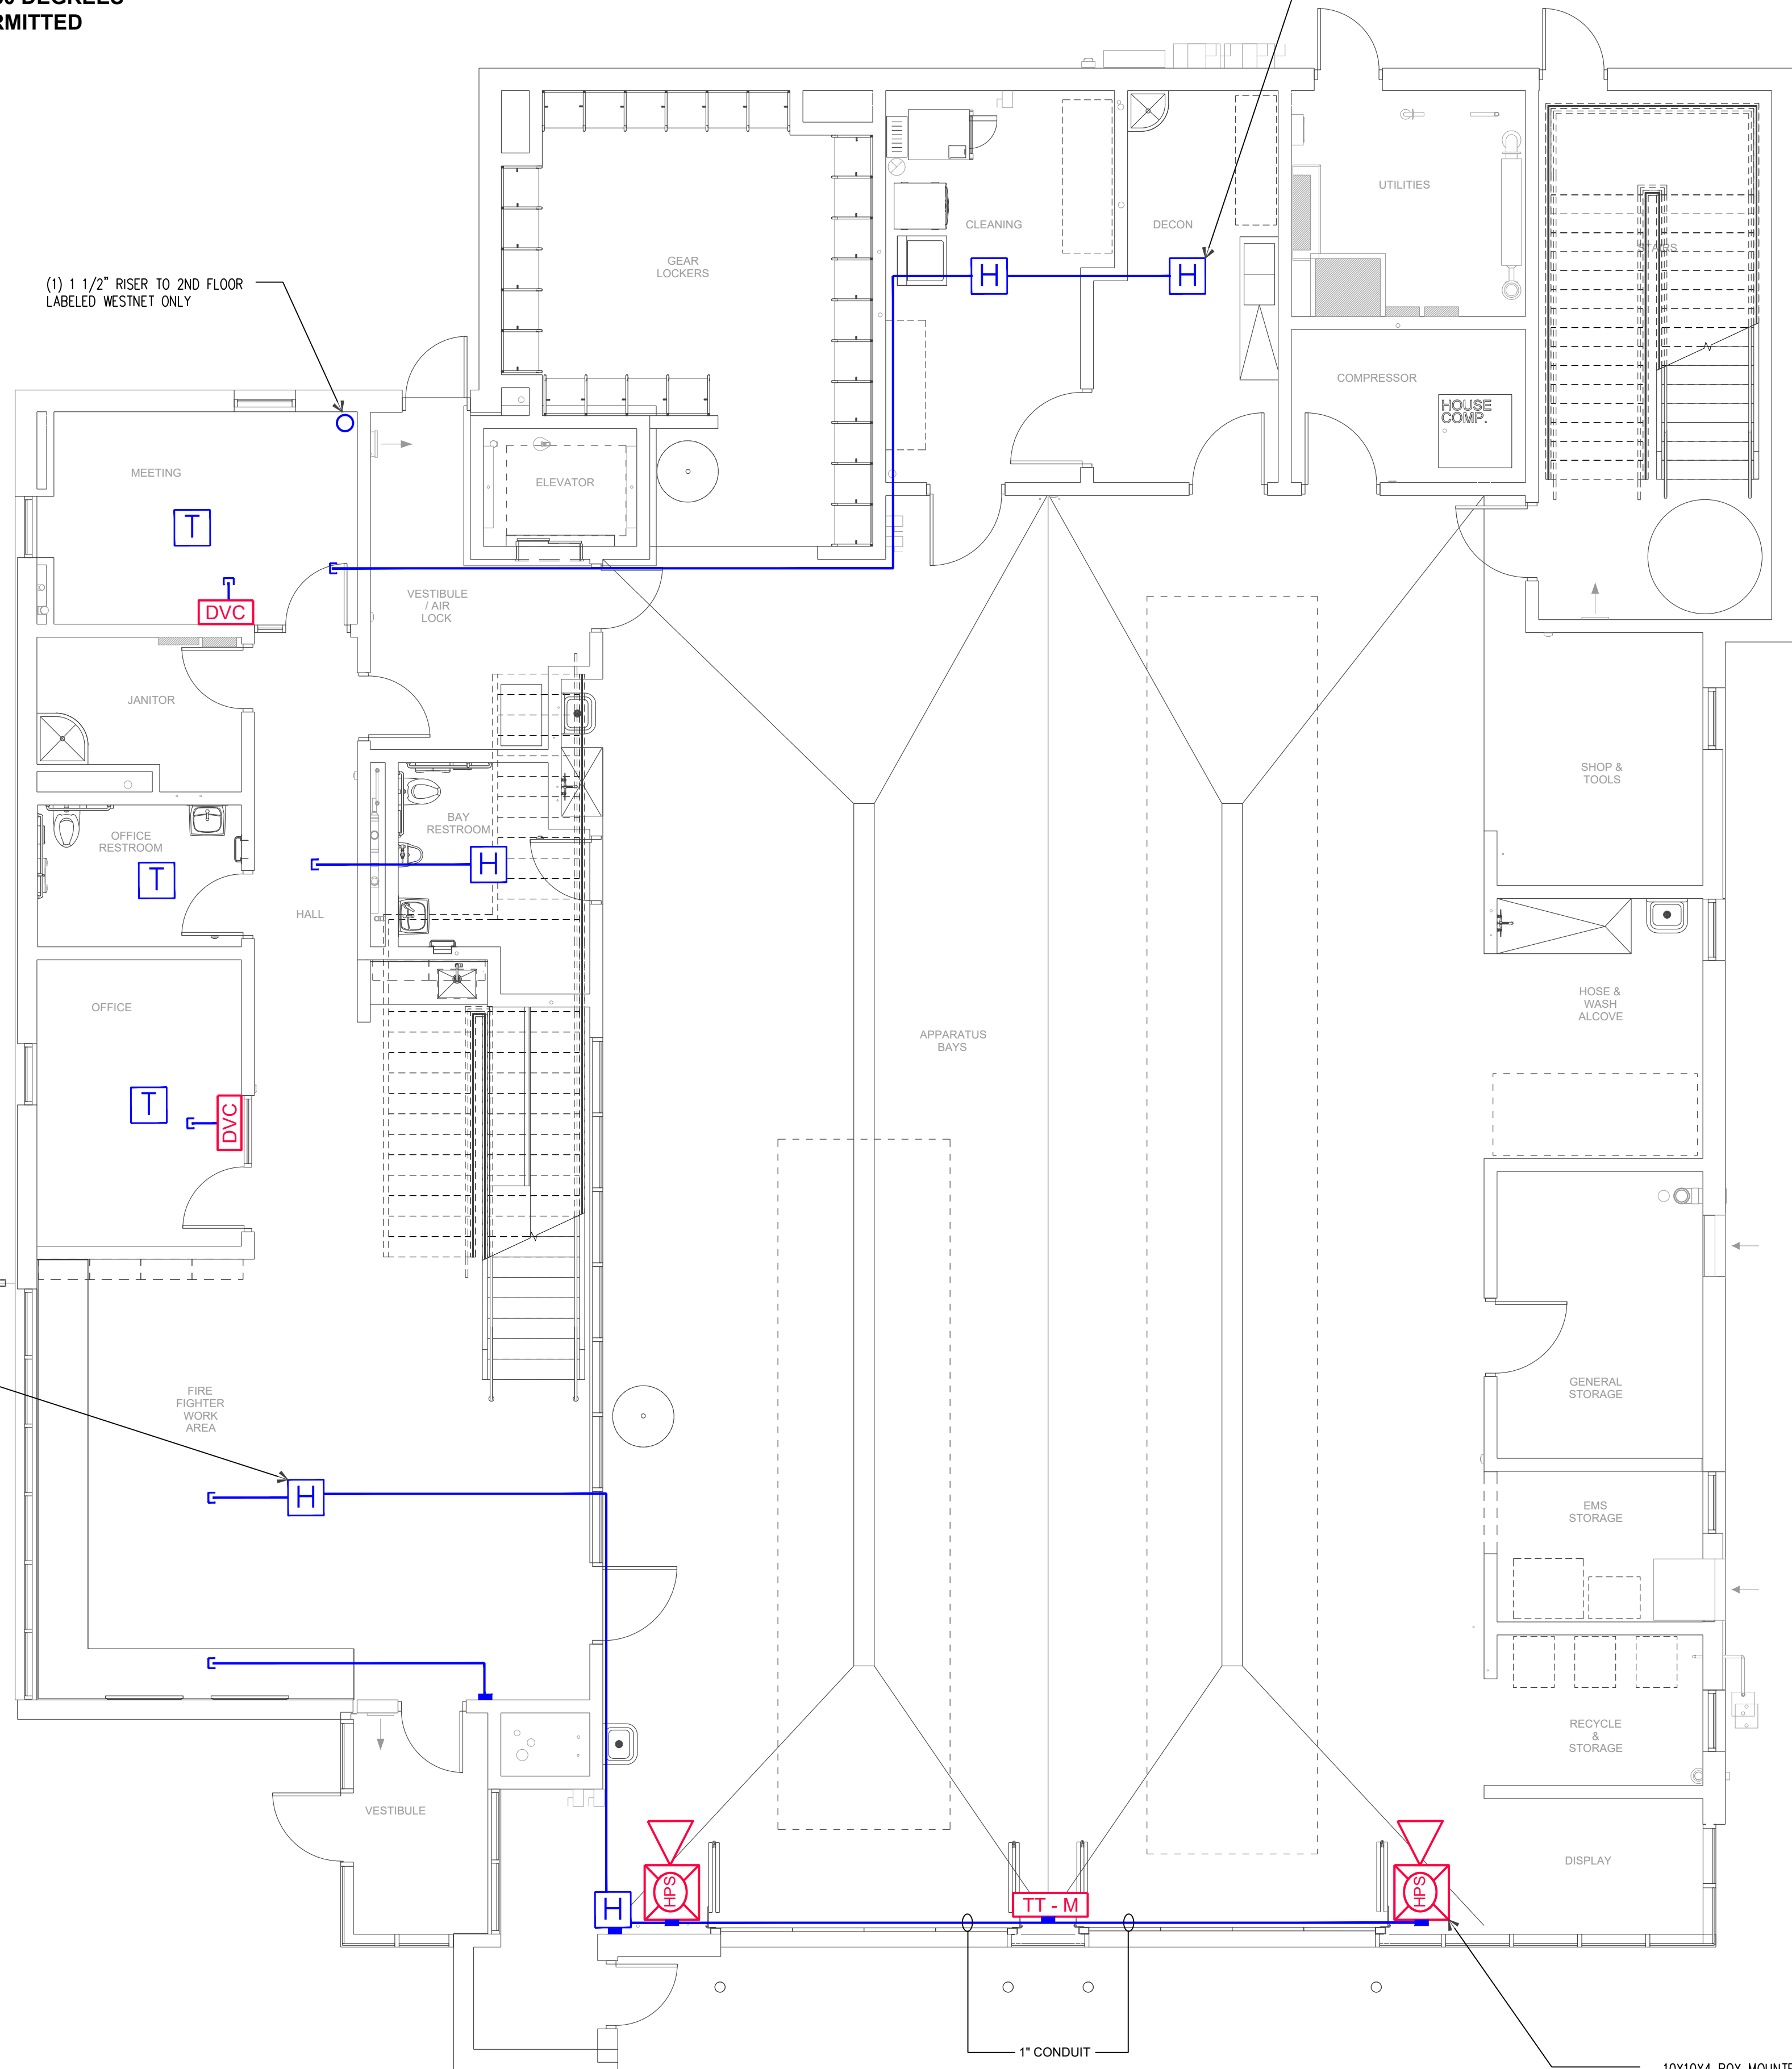 RMITTED
UTILITIES
CLEANING
DECON
STAIRS
GEAR
LOCKERS
H
H
(1) 1 1/2" RISER TO 2ND FLOOR
LABELED WESTNET ONLY
COMPRESSOR
HOUSE
COMP.
MEETING
ELEVATOR
T
VESTIBULE
/ AIR
LOCK
DVC
JANITOR
SHOP &
TOOLS
BAY
RESTROOM
OFFICE
RESTROOM
H
T
HALL
HOSE &
WASH
ALCOVE
OFFICE
APPARATUS
BAYS
T
DVC
FIRE
FIGHTER
WORK
AREA
GENERAL
STORAGE
H
EMS
STORAGE
RECYCLE
&
STORAGE
VESTIBULE
DISPLAY
HPS
HPS
TT - M
H
1" CONDUIT